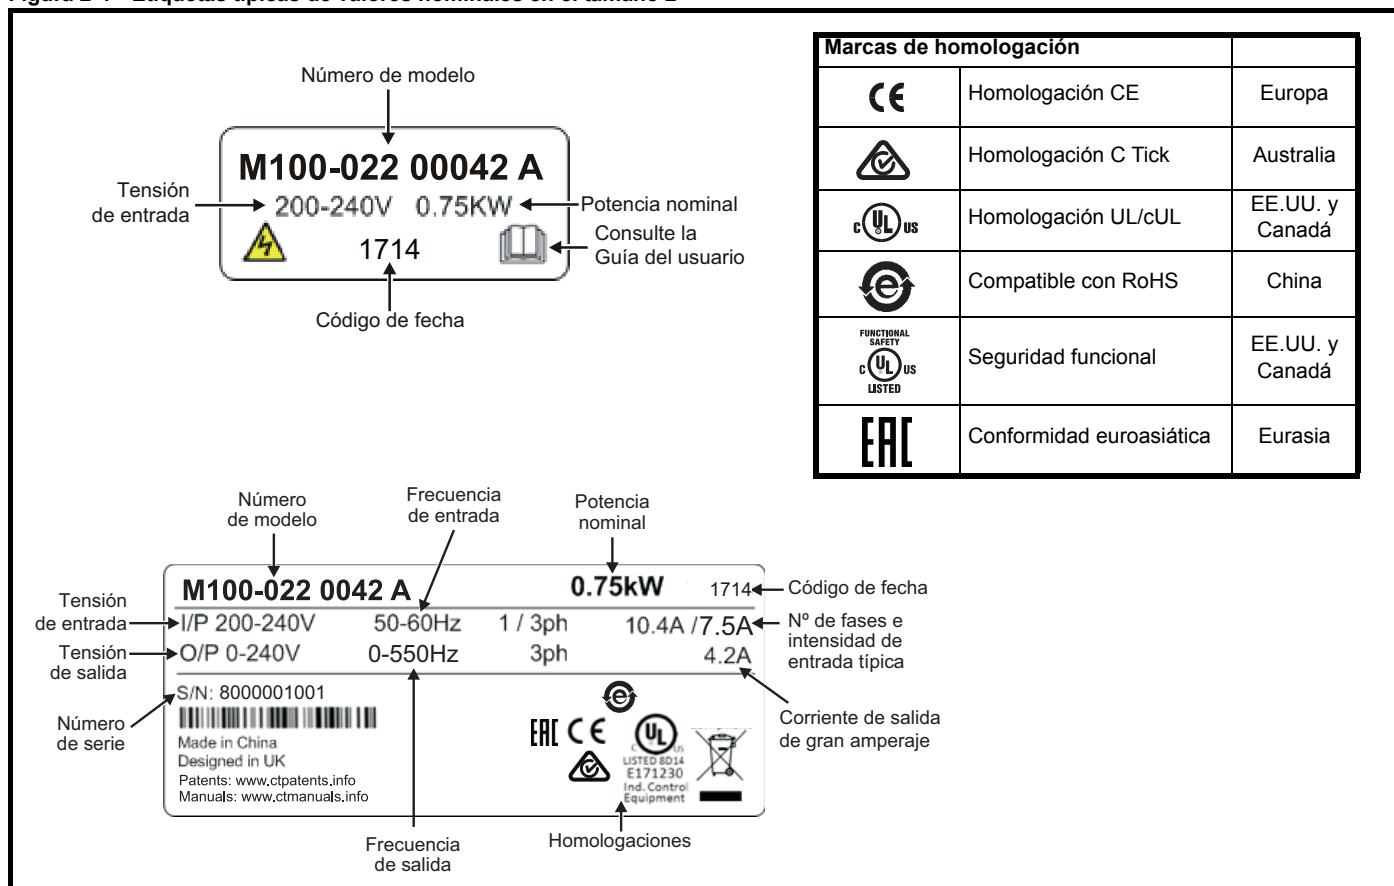 Número de modelo
M100-022 00042 A
Tensión
de entrada
200-240V 0.75KW
Potencia nominal
Consulte la
Guía del usuario
1714
Código de fecha
Marcas de homologación
CE
Homologación CE
Europa
Homologación C Tick
Australia
C UL US
Homologación UL/cUL
EE.UU. y
Canadá
e
Compatible con RoHS
China
FUNCTIONAL
SAFETY
C UL US
LISTED
Seguridad funcional
EE.UU. y
Canadá
EAC
Conformidad euroasiática
Eurasia
Número
de modelo
Frecuencia
de entrada
Potencia
nominal
M100-022 0042 A 0.75kW 1714
Código de fecha
Tensión
de entrada
I/P 200-240V 50-60Hz 1 / 3ph 10.4A /7.5A
Nº de fases e
intensidad de
entrada típica
Tensión
de salida
O/P 0-240V 0-550Hz 3ph 4.2A
Corriente de salida
de gran amperaje
S/N: 8000001001
Número
de serie
Made in China
Designed in UK
Patents: www.ctpatents.info
Manuals: www.ctmanuals.info
e
EAC CE
C UL US
LISTED 8D14
E171230
Ind. Control
Equipment
Frecuencia
de salida
Homologaciones